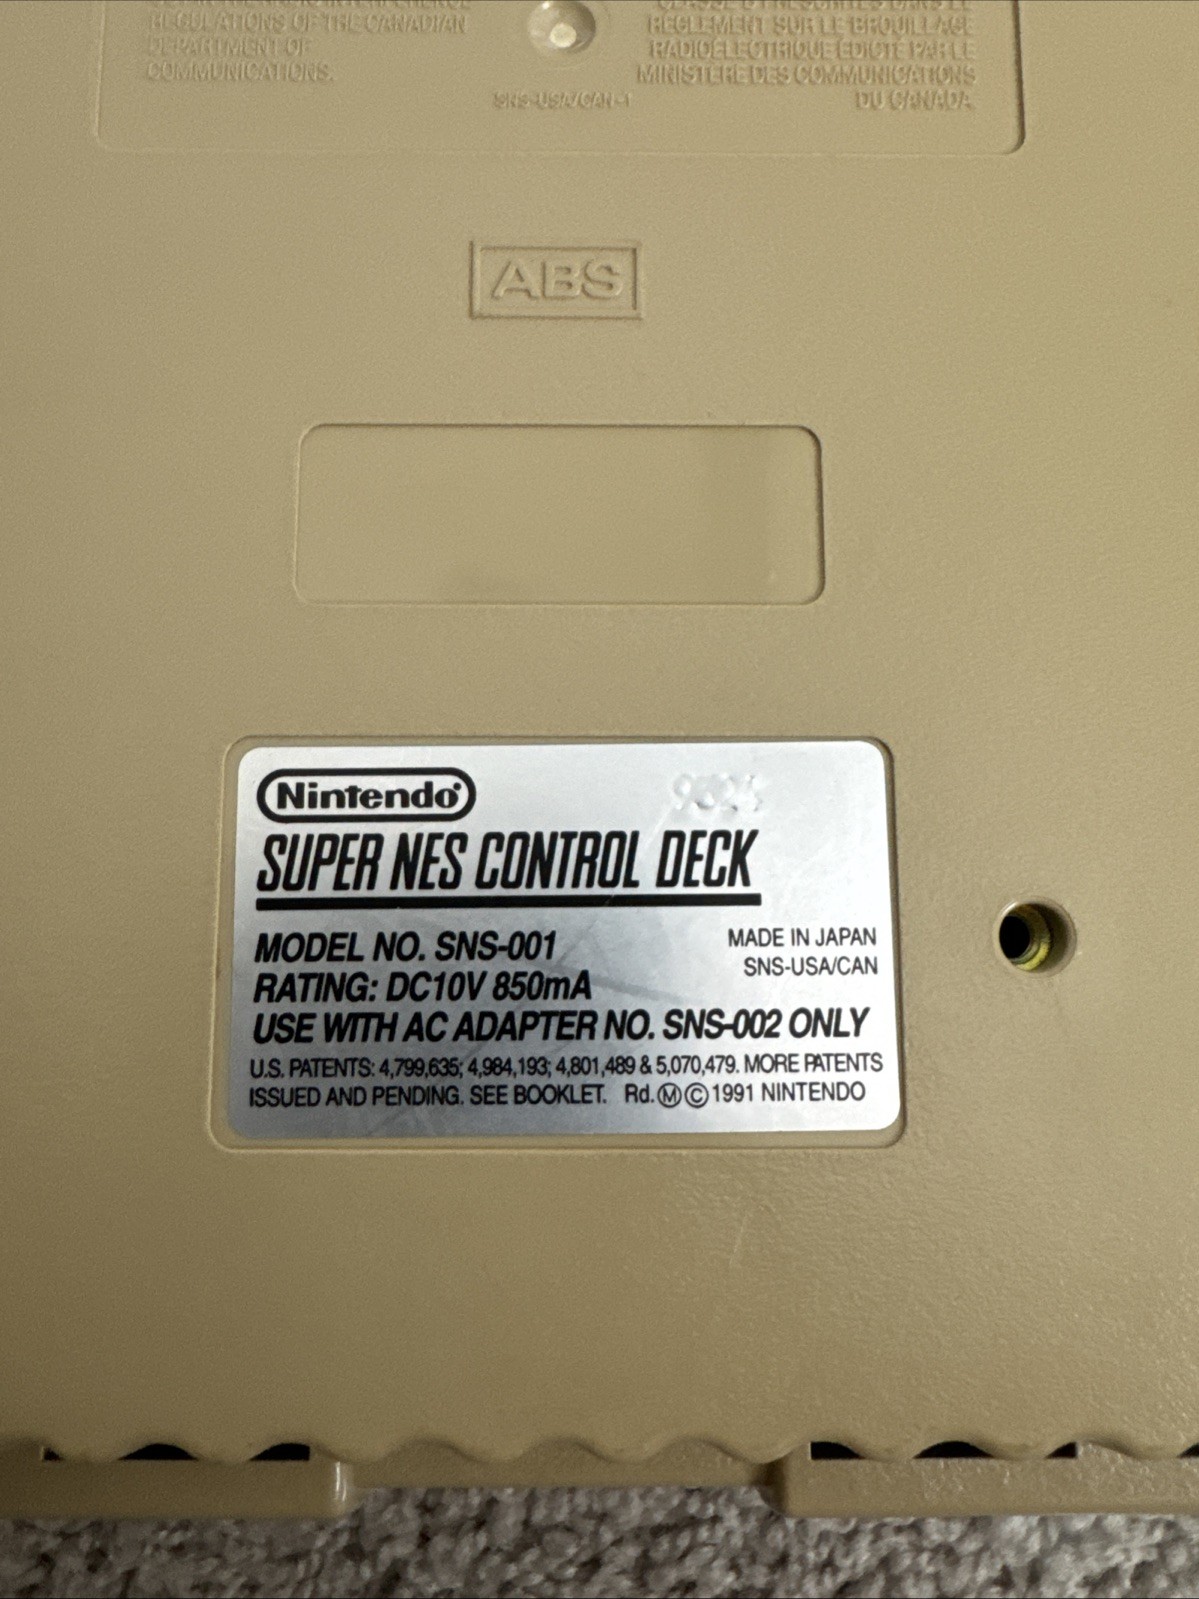 REGULATIONS OF THE CANADIAN
DEPARTMENT OF
COMMUNICATIONS.
RÈGLEMENT SUR LE BROUILLAGE
RADIOÉLECTRIQUE ÉDICTÉ PAR LE
MINISTÈRE DES COMMUNICATIONS
DU CANADA.
SNS-USA/CAN-1
ABS
Nintendo®
SUPER NES CONTROL DECK
MODEL NO. SNS-001
RATING: DC10V 850mA
MADE IN JAPAN
SNS-USA/CAN
USE WITH AC ADAPTER NO. SNS-002 ONLY
U.S. PATENTS: 4,799,635; 4,984,193; 4,801,489 & 5,070,479. MORE PATENTS
ISSUED AND PENDING. SEE BOOKLET. Rd.Ⓜ©1991 NINTENDO